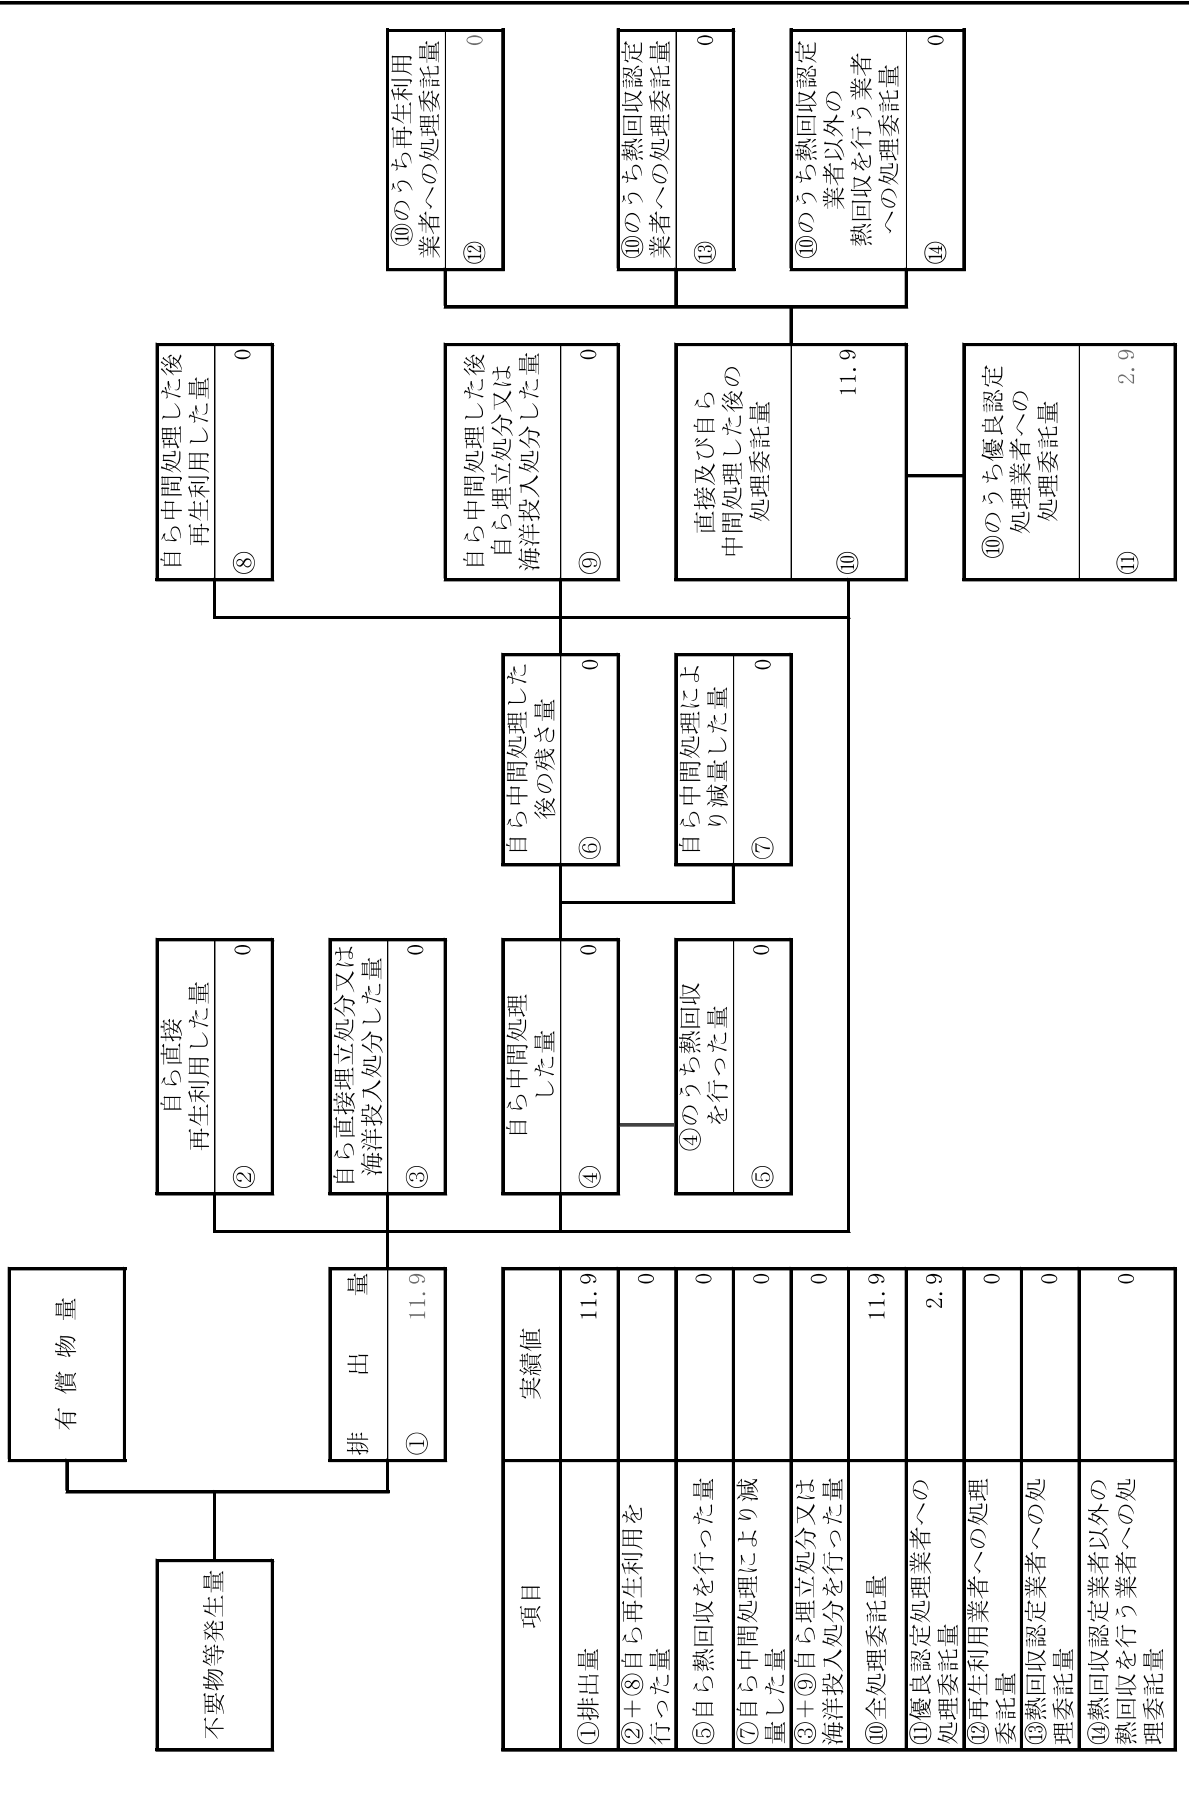 不要物等発生量
有償物量
排出量
① 11.9
自ら直接
再生利用した量
② 0
自ら直接埋立処分又は
海洋投入処分した量
③ 0
自ら中間処理
した量
④ 0
④のうち熱回収
を行った量
⑤ 0
自ら中間処理した
後の残さ量
⑥ 0
自ら中間処理によ
り減量した量
⑦ 0
自ら中間処理した後
再生利用した量
⑧ 0
自ら中間処理した後
自ら埋立処分又は
海洋投入処分した量
⑨ 0
直接及び自ら
中間処理した後の
処理委託量
⑩ 11.9
⑩のうち優良認定
処理業者への
処理委託量
⑪ 2.9
⑩のうち再生利用
業者への処理委託量
⑫ 0
⑩のうち熱回収認定
業者への処理委託量
⑬ 0
⑩のうち熱回収認定
業者以外の
熱回収を行う業者
への処理委託量
⑭ 0
項目 実績値
①排出量 11.9
②+⑧自ら再生利用を
行った量 0
⑤自ら熱回収を行った量 0
⑦自ら中間処理により減
量した量 0
③+⑨自ら埋立処分又は
海洋投入処分を行った量 0
⑩全処理委託量 11.9
⑪優良認定処理業者への
処理委託量 2.9
⑫再生利用業者への処理
委託量 0
⑬熱回収認定業者への処
理委託量 0
⑭熱回収認定業者以外の
熱回収を行う業者への処
理委託量 0